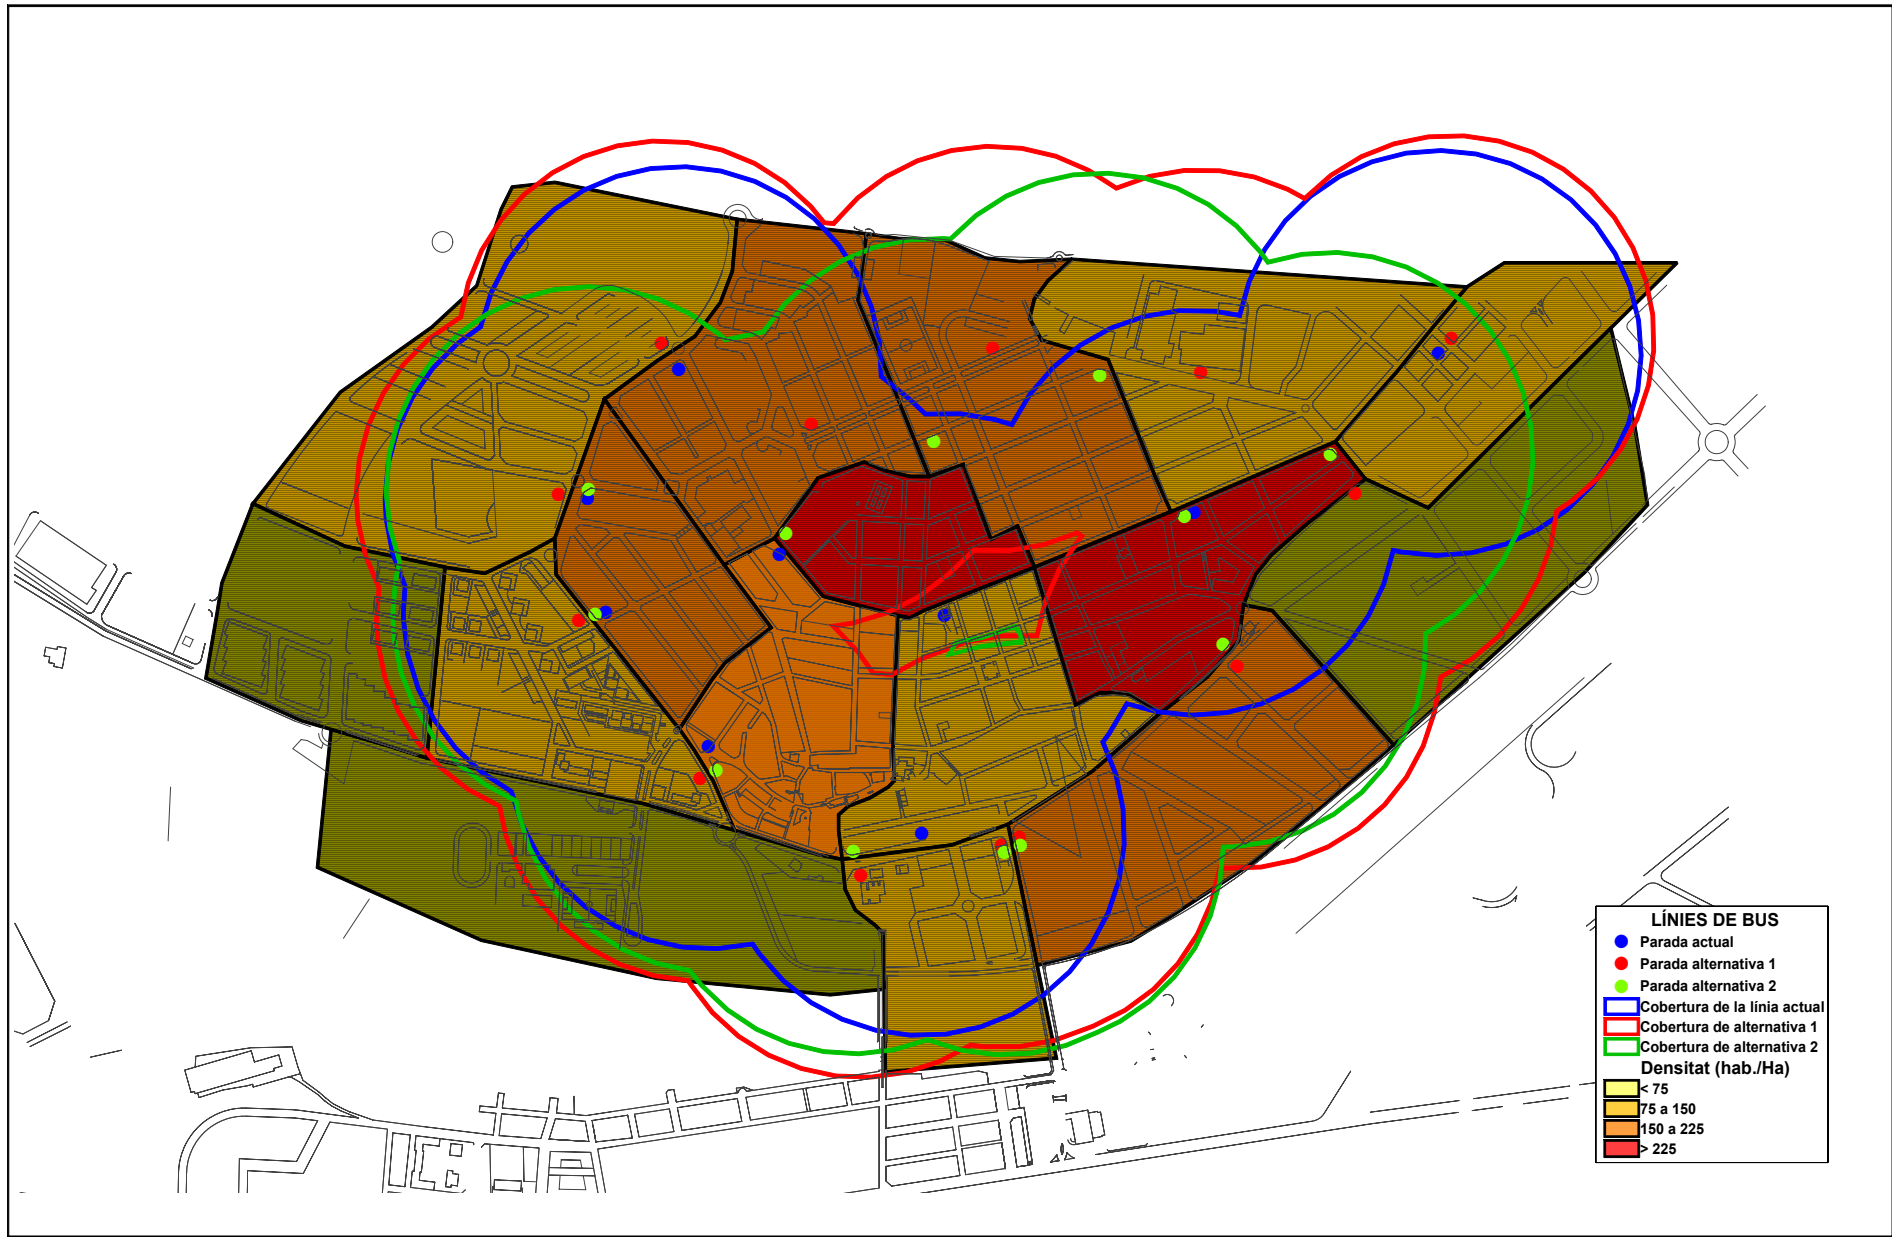 LÍNIES DE BUS
Parada actual
Parada alternativa 1
Parada alternativa 2
Cobertura de la línia actual
Cobertura de alternativa 1
Cobertura de alternativa 2
Densitat (hab./Ha)
< 75
75 a 150
150 a 225
> 225